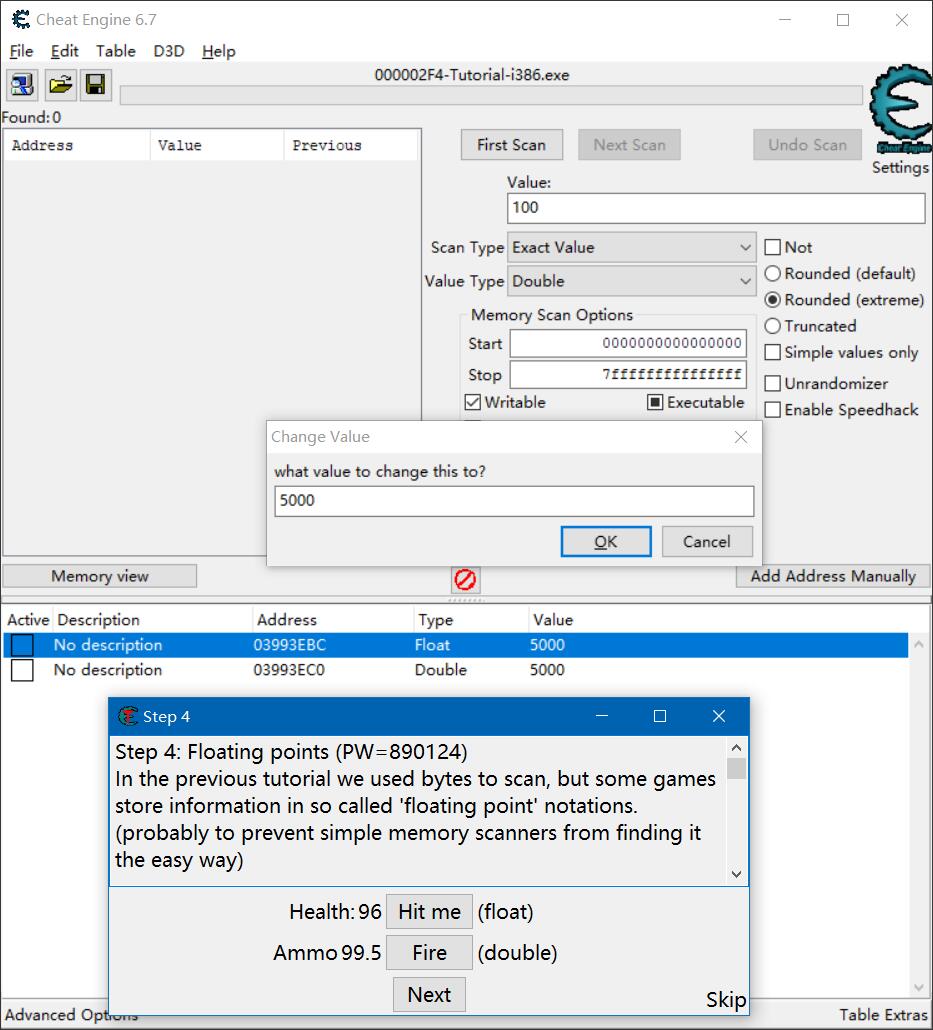 Cheat Engine 6.7
File Edit Table D3D Help
000002F4-Tutorial-i386.exe
Found: 0
Address Value Previous
First Scan Next Scan Undo Scan
Cheat Engine
Settings
Value:
100
Scan Type Exact Value
Not
Value Type Double
Rounded (default)
Rounded (extreme)
Truncated
Simple values only
Unrandomizer
Enable Speedhack
Memory Scan Options
Start 0000000000000000
Stop 7fffffffffffffff
Writable Executable
Change Value
what value to change this to?
5000
OK Cancel
Memory view Add Address Manually
Active Description Address Type Value
No description 03993EBC Float 5000
No description 03993EC0 Double 5000
Step 4
Step 4: Floating points (PW=890124)
In the previous tutorial we used bytes to scan, but some games
store information in so called 'floating point' notations.
(probably to prevent simple memory scanners from finding it
the easy way)
Health: 96 Hit me (float)
Ammo 99.5 Fire (double)
Next
Skip
Advanced Options Table Extras